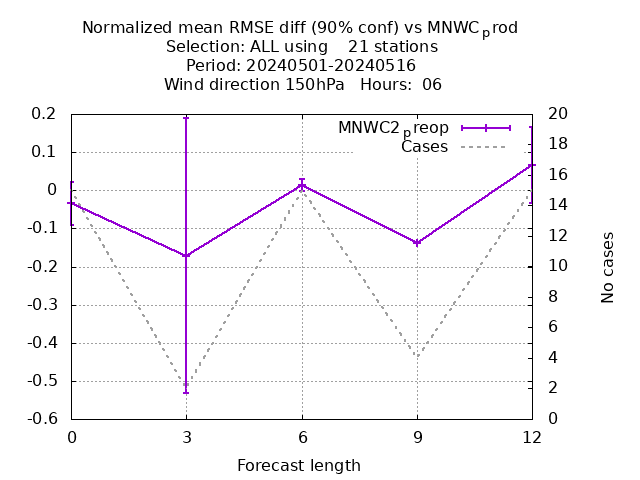 Normalized mean RMSE diff (90% conf) vs MNWCprod
Selection: ALL using    21 stations
Period: 20240501-20240516
Wind direction 150hPa   Hours:  06
MNWC2preop
Cases
0.2
0.1
0
-0.1
-0.2
-0.3
-0.4
-0.5
-0.6
20
18
16
14
12
10
8
6
4
2
0
No cases
0 3 6 9 12
Forecast length